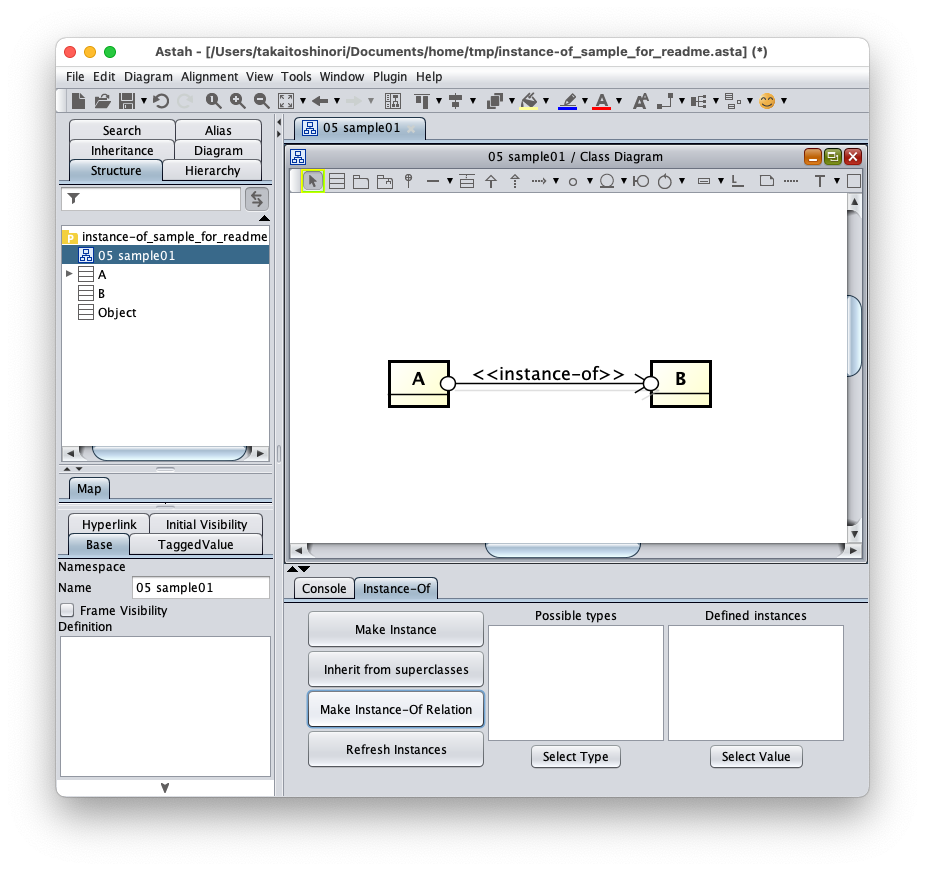 Astah - [/Users/takaitoshinori/Documents/home/tmp/instance-of_sample_for_readme.asta] (*)
File Edit Diagram Alignment View Tools Window Plugin Help
Search Alias
Inheritance Diagram
Structure Hierarchy
instance-of_sample_for_readme
05 sample01
A
B
Object
Map
Hyperlink Initial Visibility
Base TaggedValue
Namespace
Name 05 sample01
Frame Visibility
Definition
05 sample01
05 sample01 / Class Diagram
T
A <<instance-of>> B
Console Instance-Of
Make Instance
Inherit from superclasses
Make Instance-Of Relation
Refresh Instances
Possible types
Select Type
Defined instances
Select Value